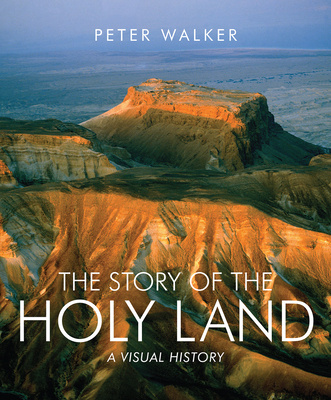 PETER WALKER
THE STORY OF THE
HOLY LAND
A VISUAL HISTORY